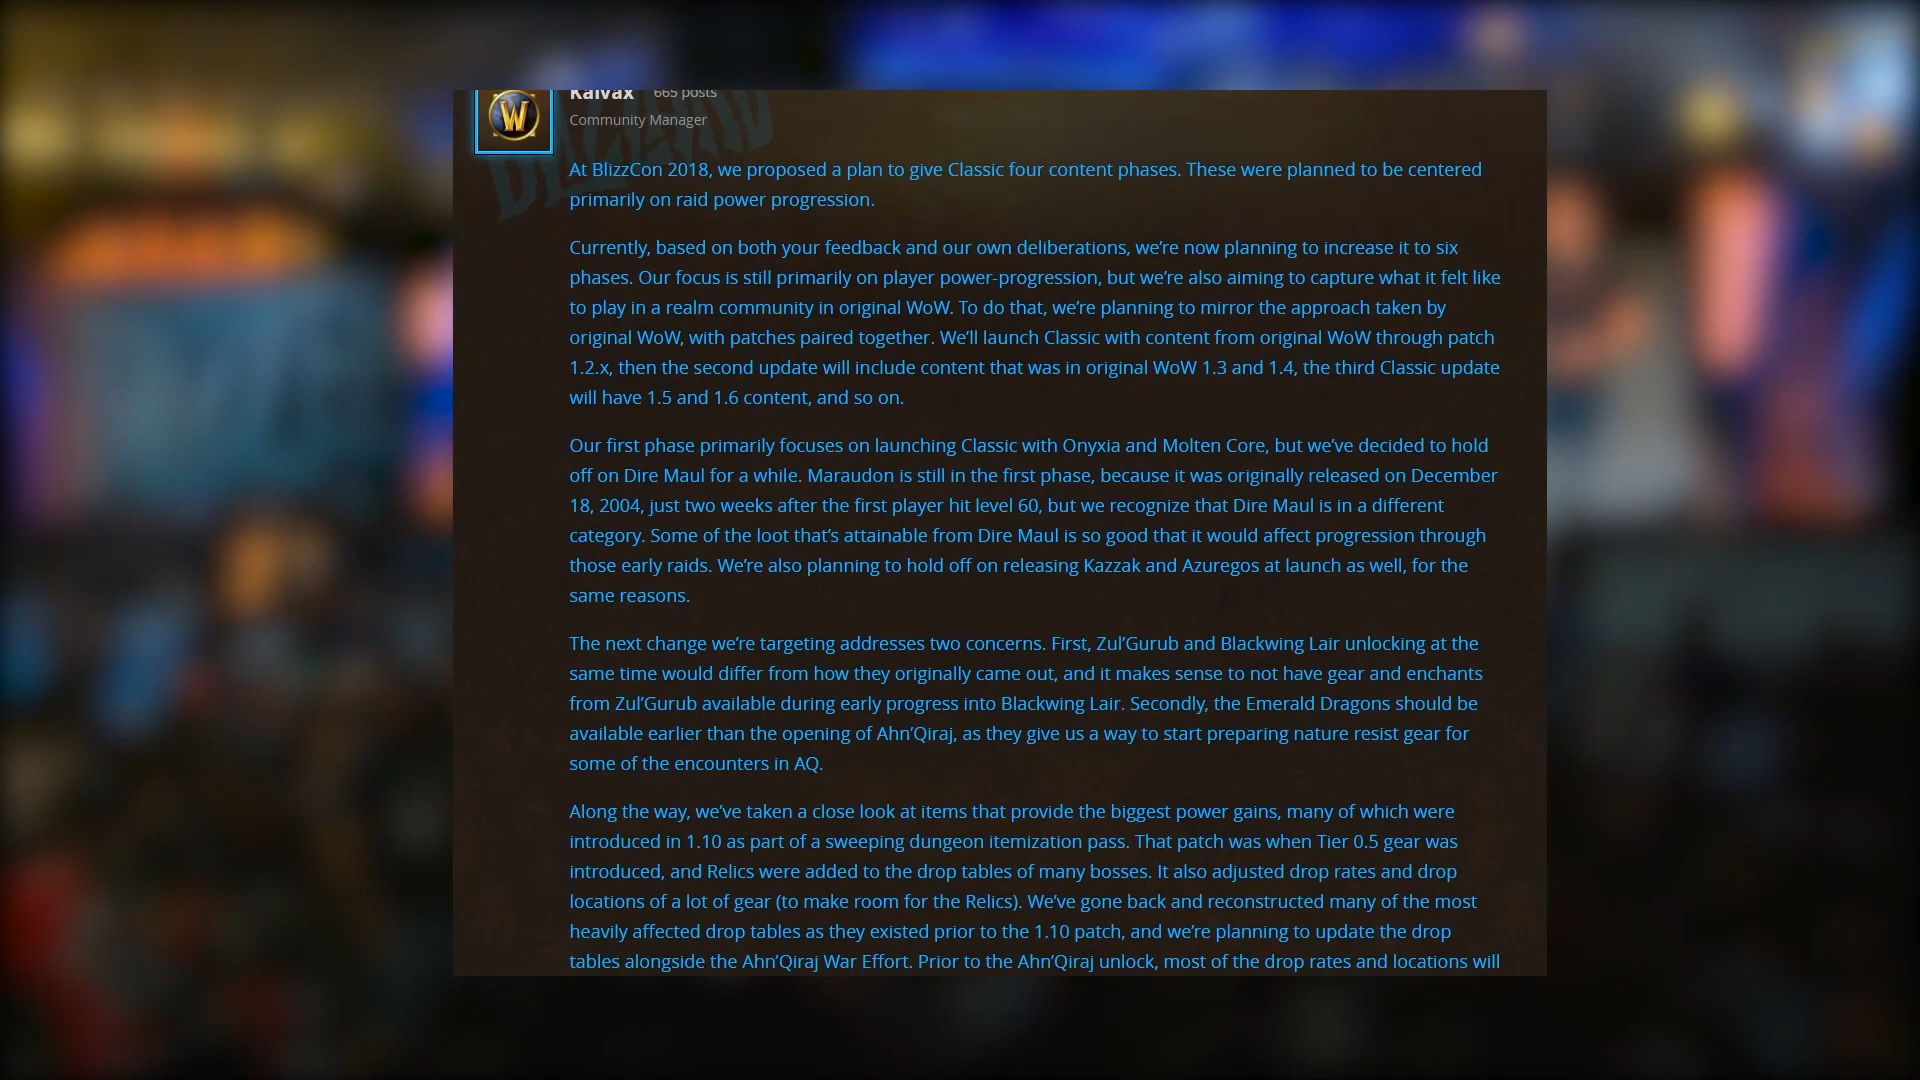 Kaivax 665 posts
Community Manager
At BlizzCon 2018, we proposed a plan to give Classic four content phases. These were planned to be centered
primarily on raid power progression.
Currently, based on both your feedback and our own deliberations, we’re now planning to increase it to six
phases. Our focus is still primarily on player power-progression, but we’re also aiming to capture what it felt like
to play in a realm community in original WoW. To do that, we’re planning to mirror the approach taken by
original WoW, with patches paired together. We’ll launch Classic with content from original WoW through patch
1.2.x, then the second update will include content that was in original WoW 1.3 and 1.4, the third Classic update
will have 1.5 and 1.6 content, and so on.
Our first phase primarily focuses on launching Classic with Onyxia and Molten Core, but we’ve decided to hold
off on Dire Maul for a while. Maraudon is still in the first phase, because it was originally released on December
18, 2004, just two weeks after the first player hit level 60, but we recognize that Dire Maul is in a different
category. Some of the loot that’s attainable from Dire Maul is so good that it would affect progression through
those early raids. We’re also planning to hold off on releasing Kazzak and Azuregos at launch as well, for the
same reasons.
The next change we’re targeting addresses two concerns. First, Zul’Gurub and Blackwing Lair unlocking at the
same time would differ from how they originally came out, and it makes sense to not have gear and enchants
from Zul’Gurub available during early progress into Blackwing Lair. Secondly, the Emerald Dragons should be
available earlier than the opening of Ahn’Qiraj, as they give us a way to start preparing nature resist gear for
some of the encounters in AQ.
Along the way, we’ve taken a close look at items that provide the biggest power gains, many of which were
introduced in 1.10 as part of a sweeping dungeon itemization pass. That patch was when Tier 0.5 gear was
introduced, and Relics were added to the drop tables of many bosses. It also adjusted drop rates and drop
locations of a lot of gear (to make room for the Relics). We’ve gone back and reconstructed many of the most
heavily affected drop tables as they existed prior to the 1.10 patch, and we’re planning to update the drop
tables alongside the Ahn’Qiraj War Effort. Prior to the Ahn’Qiraj unlock, most of the drop rates and locations will